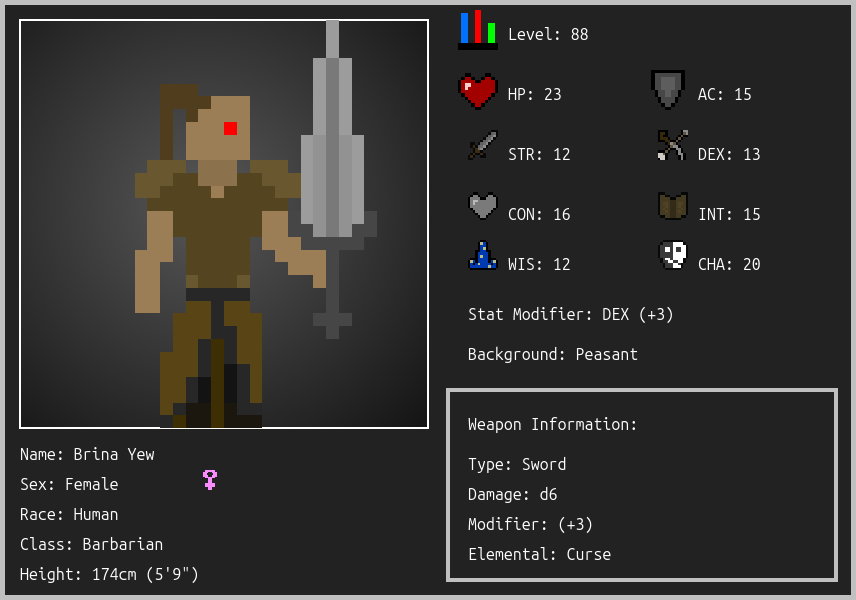 Level: 88
HP: 23
AC: 15
STR: 12
DEX: 13
CON: 16
INT: 15
WIS: 12
CHA: 20
Stat Modifier: DEX (+3)
Background: Peasant
Weapon Information:
Type: Sword
Damage: d6
Modifier: (+3)
Elemental: Curse
Name: Brina Yew
Sex: Female
Race: Human
Class: Barbarian
Height: 174cm (5'9")